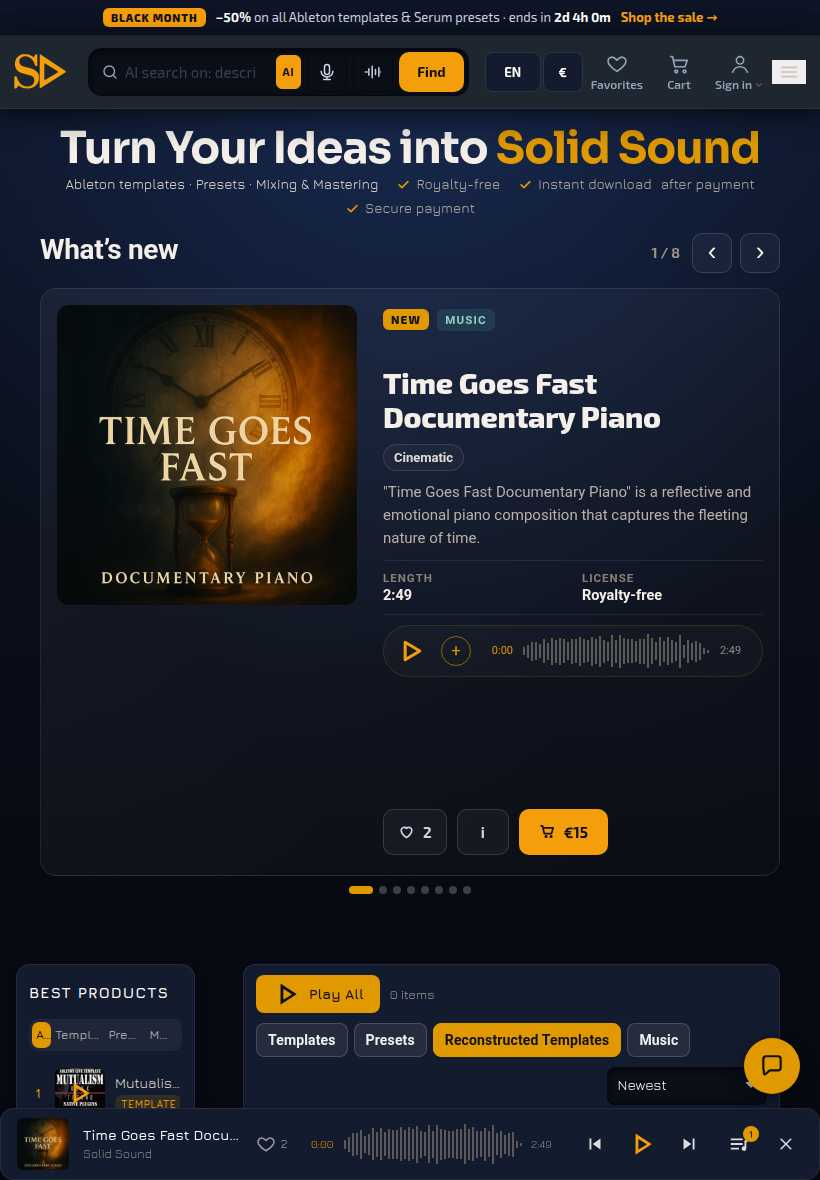 BLACK MONTH −50% on all Ableton templates & Serum presets · ends in 2d 4h 0m Shop the sale →
AI search on: descri AI Find EN € Favorites Cart Sign in
Turn Your Ideas into Solid Sound
Ableton templates · Presets · Mixing & Mastering Royalty-free Instant download after payment
Secure payment
What's new
1 / 8
TIME GOES
FAST
DOCUMENTARY PIANO
NEW MUSIC
Time Goes Fast
Documentary Piano
Cinematic
"Time Goes Fast Documentary Piano" is a reflective and
emotional piano composition that captures the fleeting
nature of time.
LENGTH LICENSE
2:49 Royalty-free
+ 0:00 2:49
2 i €15
BEST PRODUCTS
A... Templ... Pre... M...
1 MUTUALISM Mutualis...
TEMPLATE
Play All 0 items
Templates Presets Reconstructed Templates Music
Newest
Time Goes Fast Docu...
Solid Sound
2 0:00 2:49 1